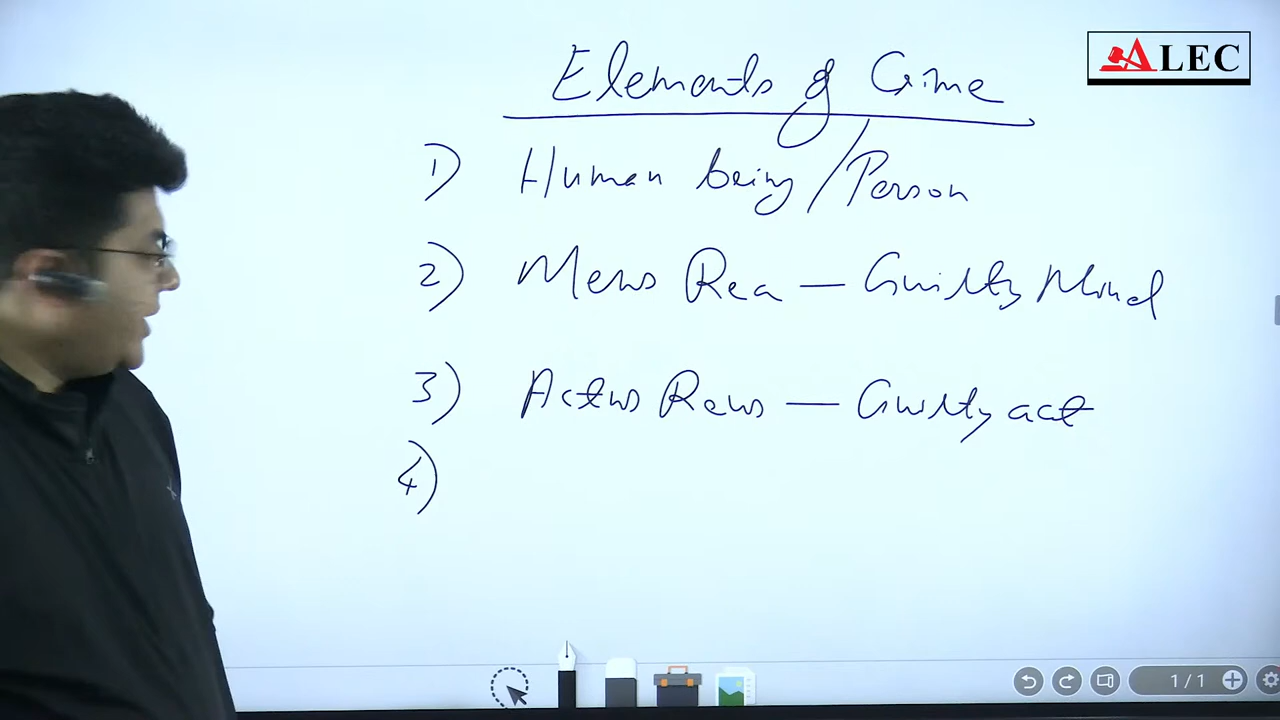 ALEC
Elements of Crime
1) Human being/Person
2) Mens Rea — Guilty Mind
3) Actus Reus — Guilty act
4)
1/1